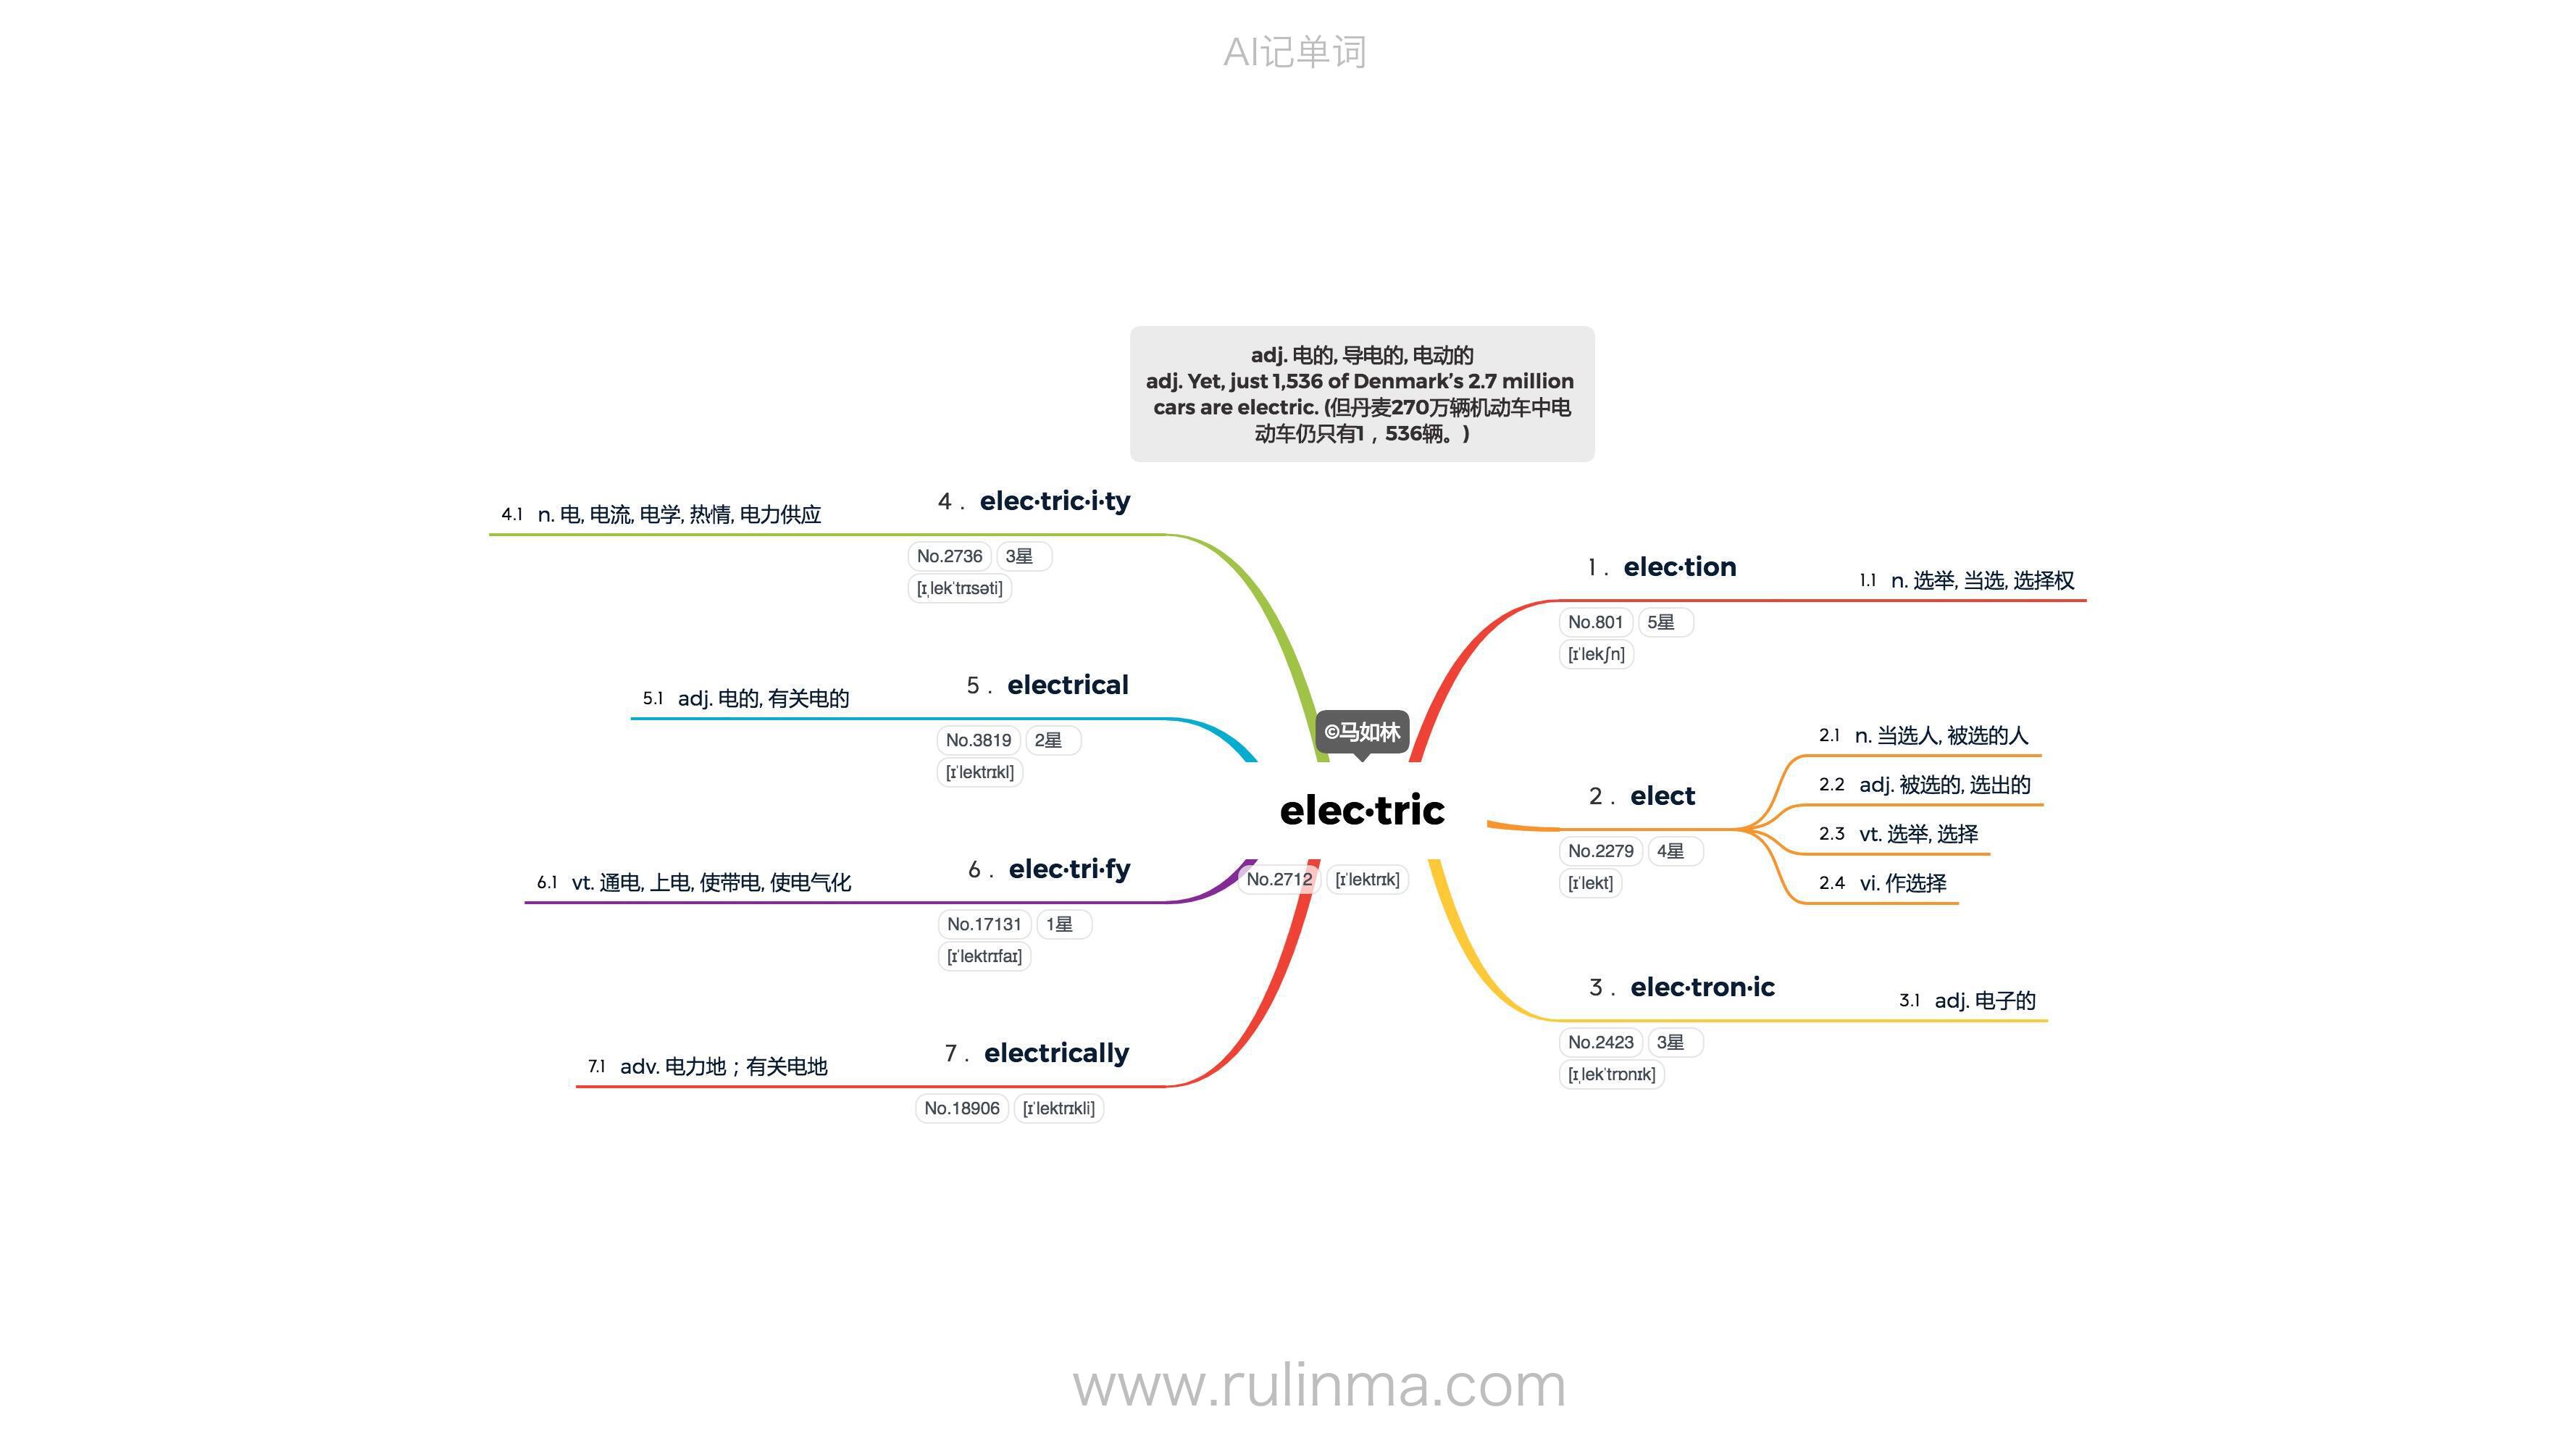 AI记单词
adj. 电的, 导电的, 电动的
adj. Yet, just 1,536 of Denmark’s 2.7 million
cars are electric. (但丹麦270万辆机动车中电
动车仍只有1，536辆。)
©马如林
elec·tric
No.2712 [ɪˈlektrɪk]
1． elec·tion
No.801 5星
[ɪˈlekʃn]
1.1 n. 选举, 当选, 选择权
2． elect
No.2279 4星
[ɪˈlekt]
2.1 n. 当选人, 被选的人
2.2 adj. 被选的, 选出的
2.3 vt. 选举, 选择
2.4 vi. 作选择
3． elec·tron·ic
No.2423 3星
[ɪˌlekˈtrɒnɪk]
3.1 adj. 电子的
4． elec·tric·i·ty
No.2736 3星
[ɪˌlekˈtrɪsəti]
4.1 n. 电, 电流, 电学, 热情, 电力供应
5． electrical
No.3819 2星
[ɪˈlektrɪkl]
5.1 adj. 电的, 有关电的
6． elec·tri·fy
No.17131 1星
[ɪˈlektrɪfaɪ]
6.1 vt. 通电, 上电, 使带电, 使电气化
7． electrically
No.18906 [ɪˈlektrɪkli]
7.1 adv. 电力地；有关电地
www.rulinma.com